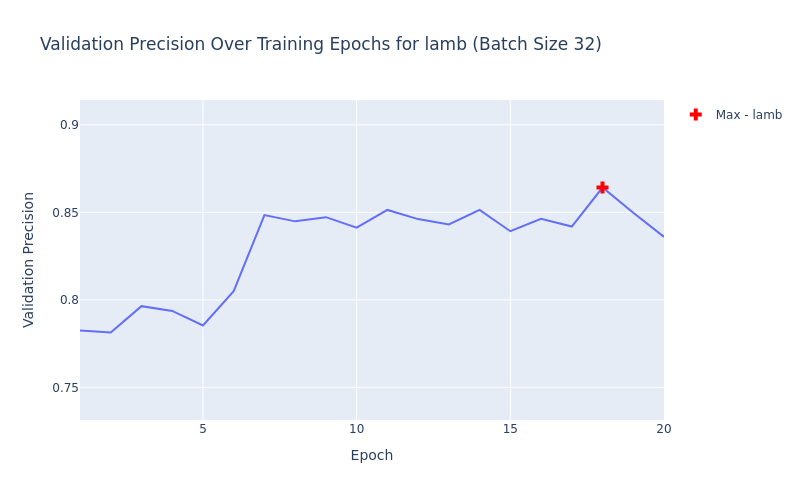 Validation Precision Over Training Epochs for lamb (Batch Size 32)
Max - lamb
Validation Precision
0.9
0.85
0.8
0.75
5
10
15
20
Epoch